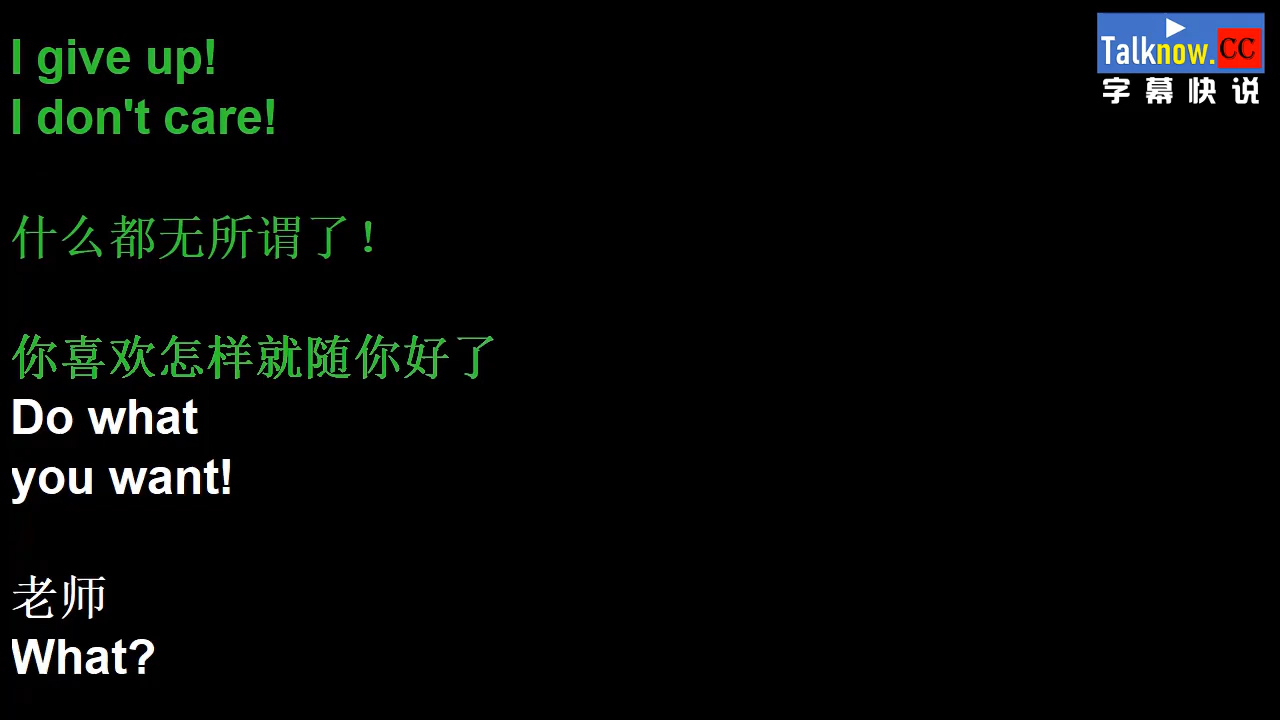 I give up!
I don't care!
什么都无所谓了！
你喜欢怎样就随你好了
Do what
you want!
老师
What?
Talknow.CC
字幕快说